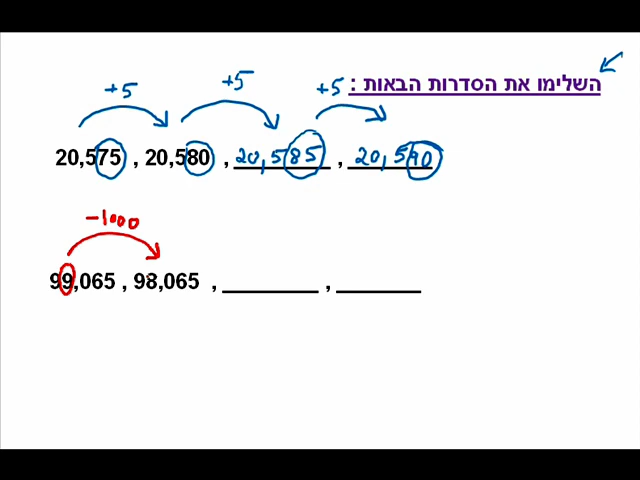 השלימו את הסדרות הבאות :
+5 +5 +5
20,575 , 20,580 , 20,585 , 20,590
-1000
99,065 , 98,065 , ________ , ________